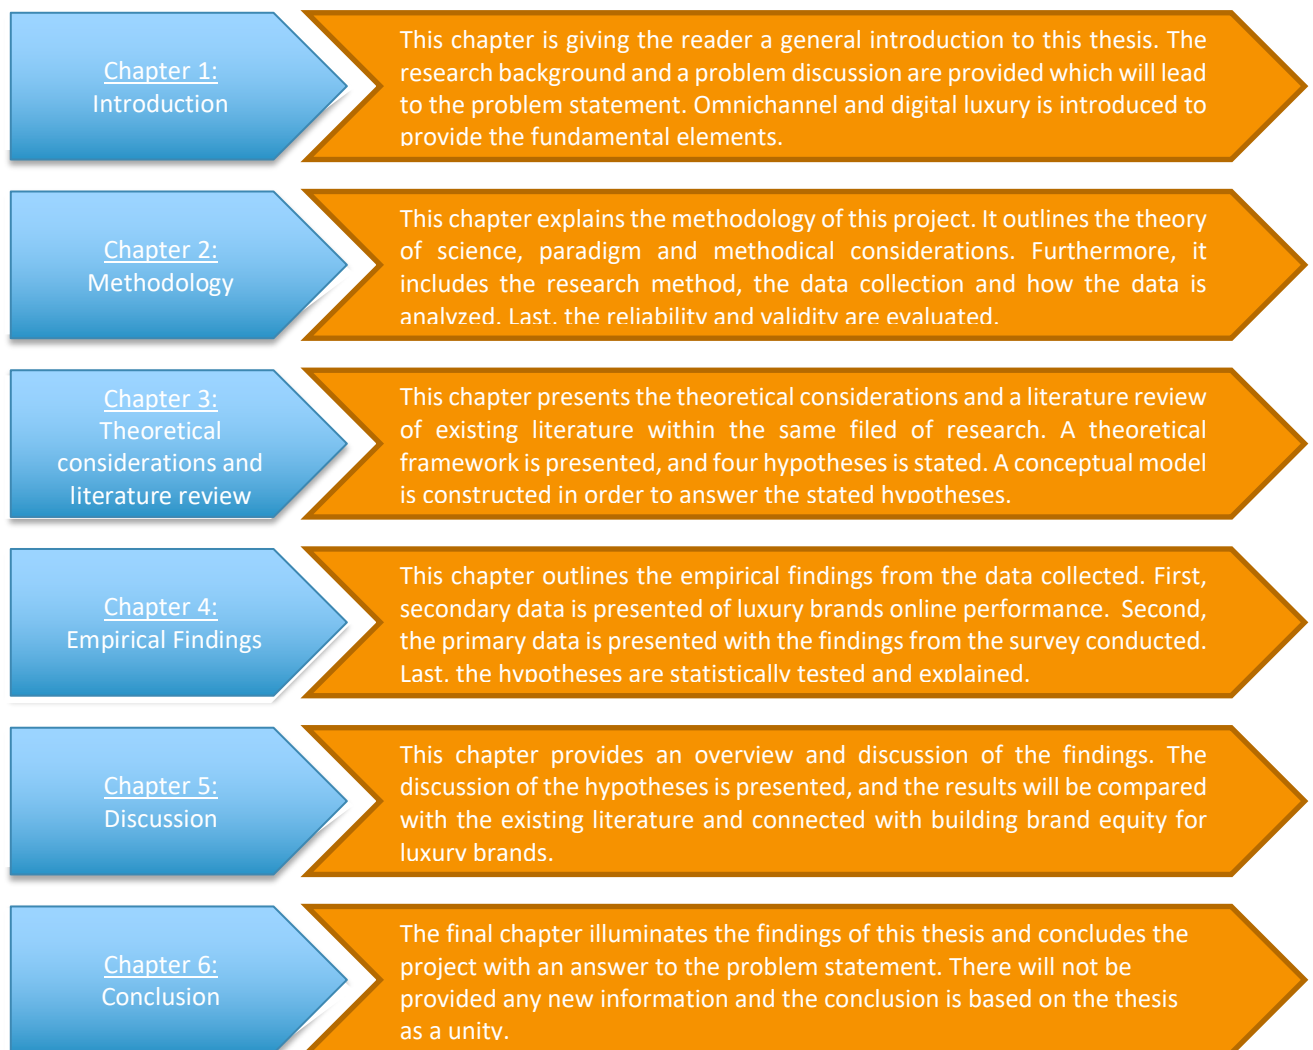 Chapter 1:
Introduction
This chapter is giving the reader a general introduction to this thesis. The
research background and a problem discussion are provided which will lead
to the problem statement. Omnichannel and digital luxury is introduced to
provide the fundamental elements.
Chapter 2:
Methodology
This chapter explains the methodology of this project. It outlines the theory
of science, paradigm and methodical considerations. Furthermore, it
includes the research method, the data collection and how the data is
analyzed. Last, the reliability and validity are evaluated.
Chapter 3:
Theoretical
considerations and
literature review
This chapter presents the theoretical considerations and a literature review
of existing literature within the same filed of research. A theoretical
framework is presented, and four hypotheses is stated. A conceptual model
is constructed in order to answer the stated hypotheses.
Chapter 4:
Empirical Findings
This chapter outlines the empirical findings from the data collected. First,
secondary data is presented of luxury brands online performance. Second,
the primary data is presented with the findings from the survey conducted.
Last, the hypotheses are statistically tested and explained.
Chapter 5:
Discussion
This chapter provides an overview and discussion of the findings. The
discussion of the hypotheses is presented, and the results will be compared
with the existing literature and connected with building brand equity for
luxury brands.
Chapter 6:
Conclusion
The final chapter illuminates the findings of this thesis and concludes the
project with an answer to the problem statement. There will not be
provided any new information and the conclusion is based on the thesis
as a unity.